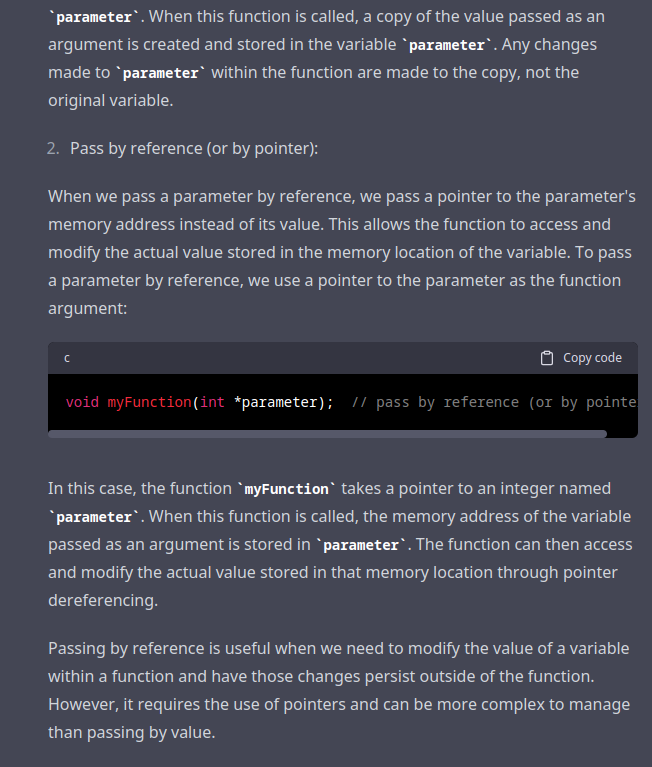 `parameter`. When this function is called, a copy of the value passed as an
argument is created and stored in the variable `parameter`. Any changes
made to `parameter` within the function are made to the copy, not the
original variable.
2. Pass by reference (or by pointer):
When we pass a parameter by reference, we pass a pointer to the parameter's
memory address instead of its value. This allows the function to access and
modify the actual value stored in the memory location of the variable. To pass
a parameter by reference, we use a pointer to the parameter as the function
argument:
c Copy code
void myFunction(int *parameter);  // pass by reference (or by pointe
In this case, the function `myFunction` takes a pointer to an integer named
`parameter`. When this function is called, the memory address of the variable
passed as an argument is stored in `parameter`. The function can then access
and modify the actual value stored in that memory location through pointer
dereferencing.
Passing by reference is useful when we need to modify the value of a variable
within a function and have those changes persist outside of the function.
However, it requires the use of pointers and can be more complex to manage
than passing by value.